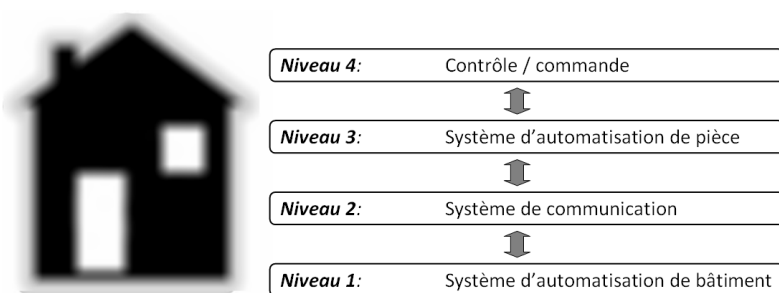 Niveau 4: Contrôle / commande
Niveau 3: Système d'automatisation de pièce
Niveau 2: Système de communication
Niveau 1: Système d'automatisation de bâtiment